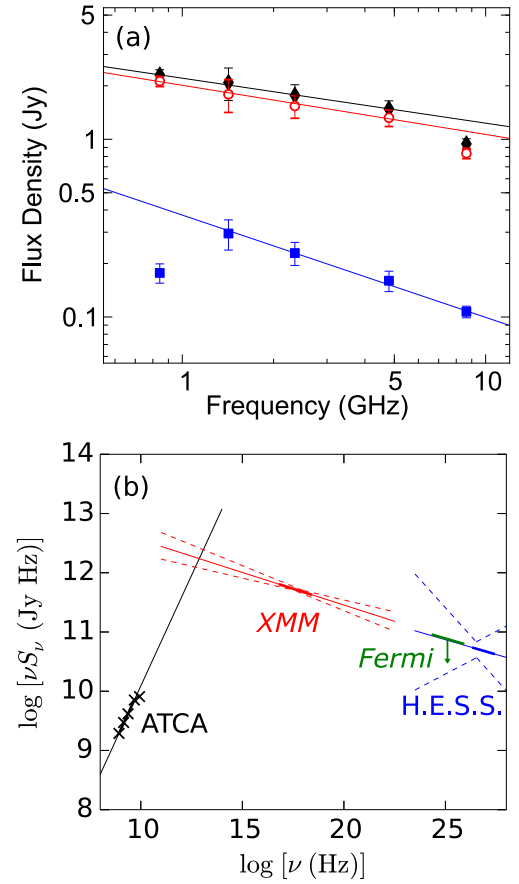 (a)
Flux Density (Jy)
5
1
0.5
0.1
1
5
10
Frequency (GHz)
(b)
log [νSν (Jy Hz)]
14
13
12
11
10
9
8
XMM
Fermi
ATCA
H.E.S.S.
10
15
20
25
log [ν (Hz)]